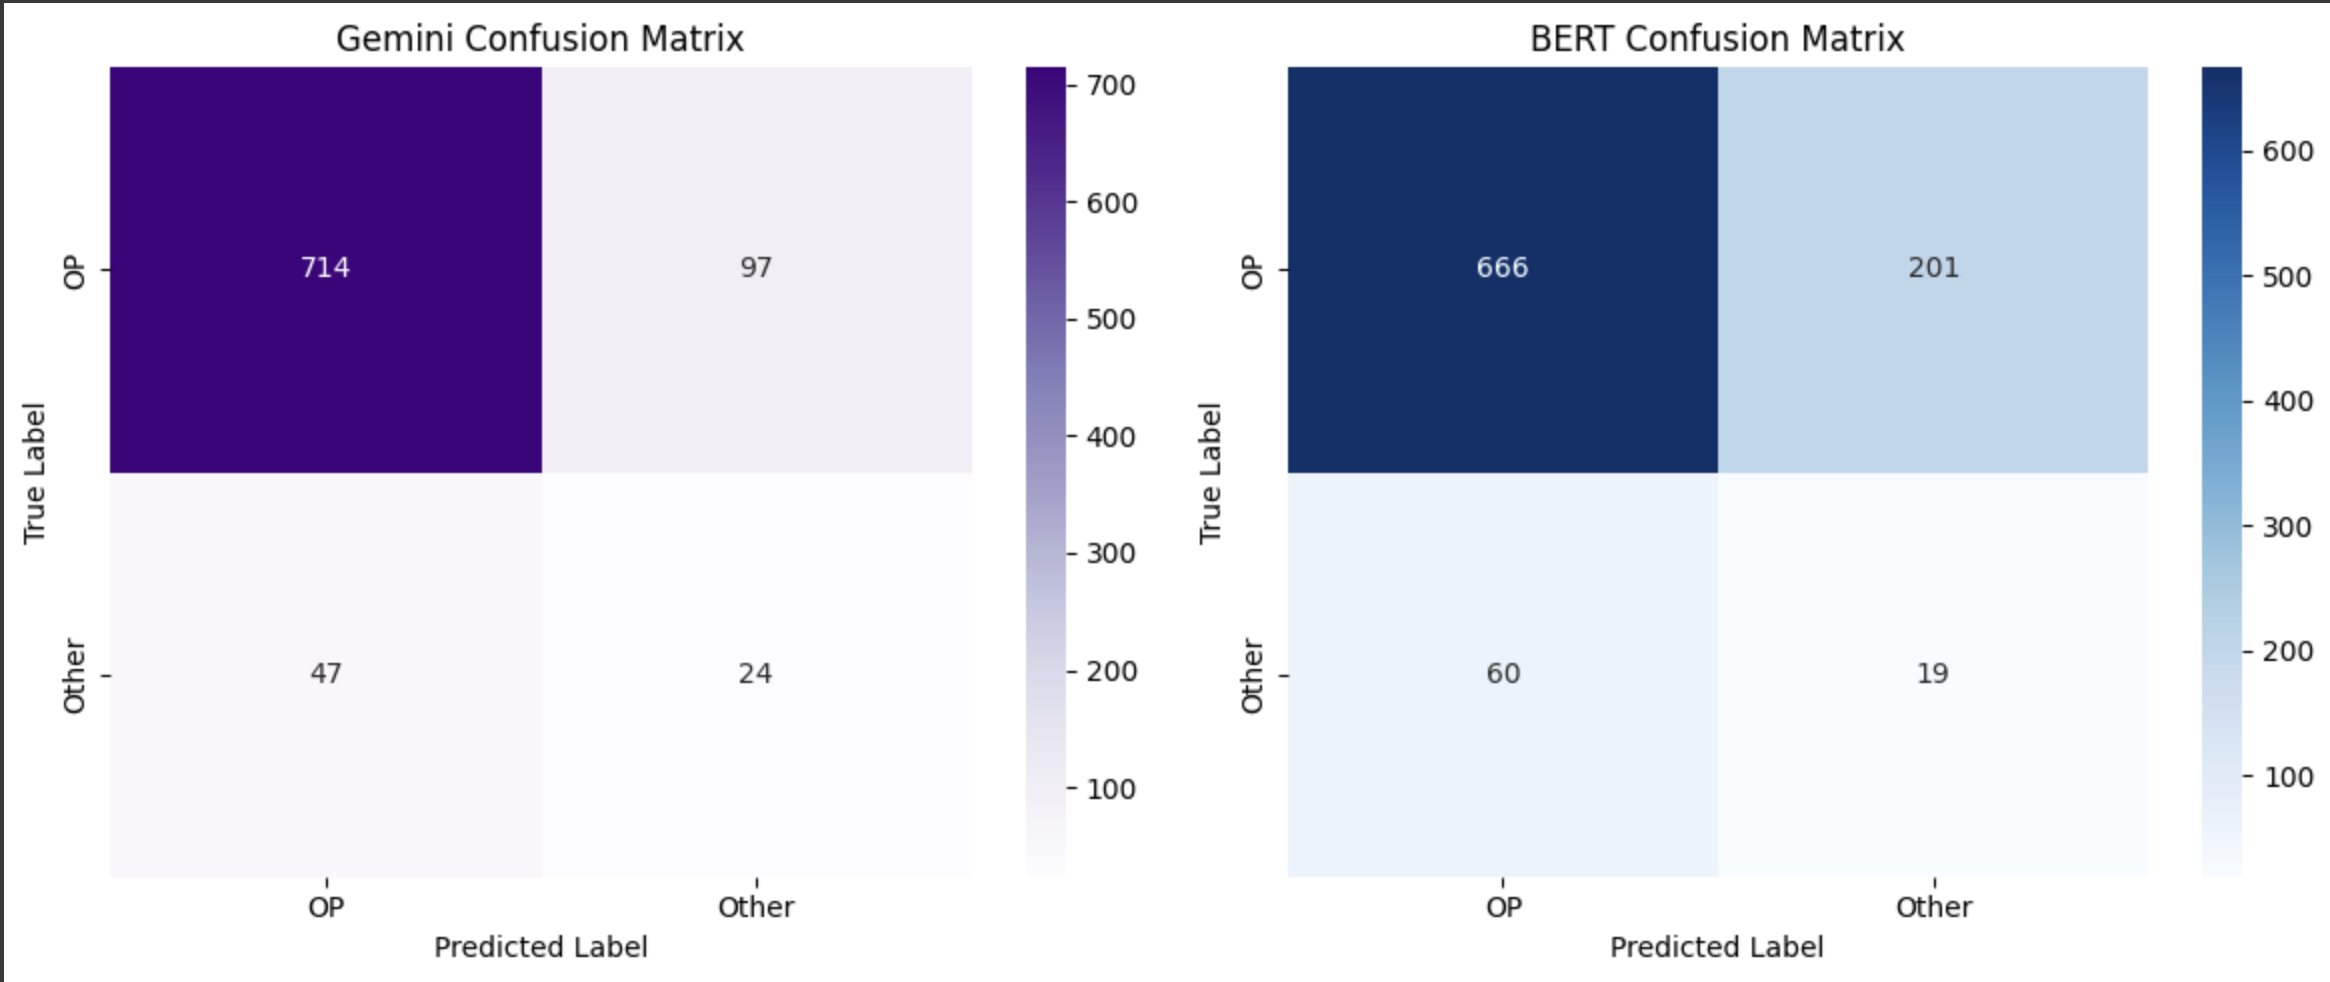 Gemini Confusion Matrix
714
97
47
24
OP
Other
True Label
OP
Other
Predicted Label
700
600
500
400
300
200
100
BERT Confusion Matrix
666
201
60
19
OP
Other
True Label
OP
Other
Predicted Label
600
500
400
300
200
100